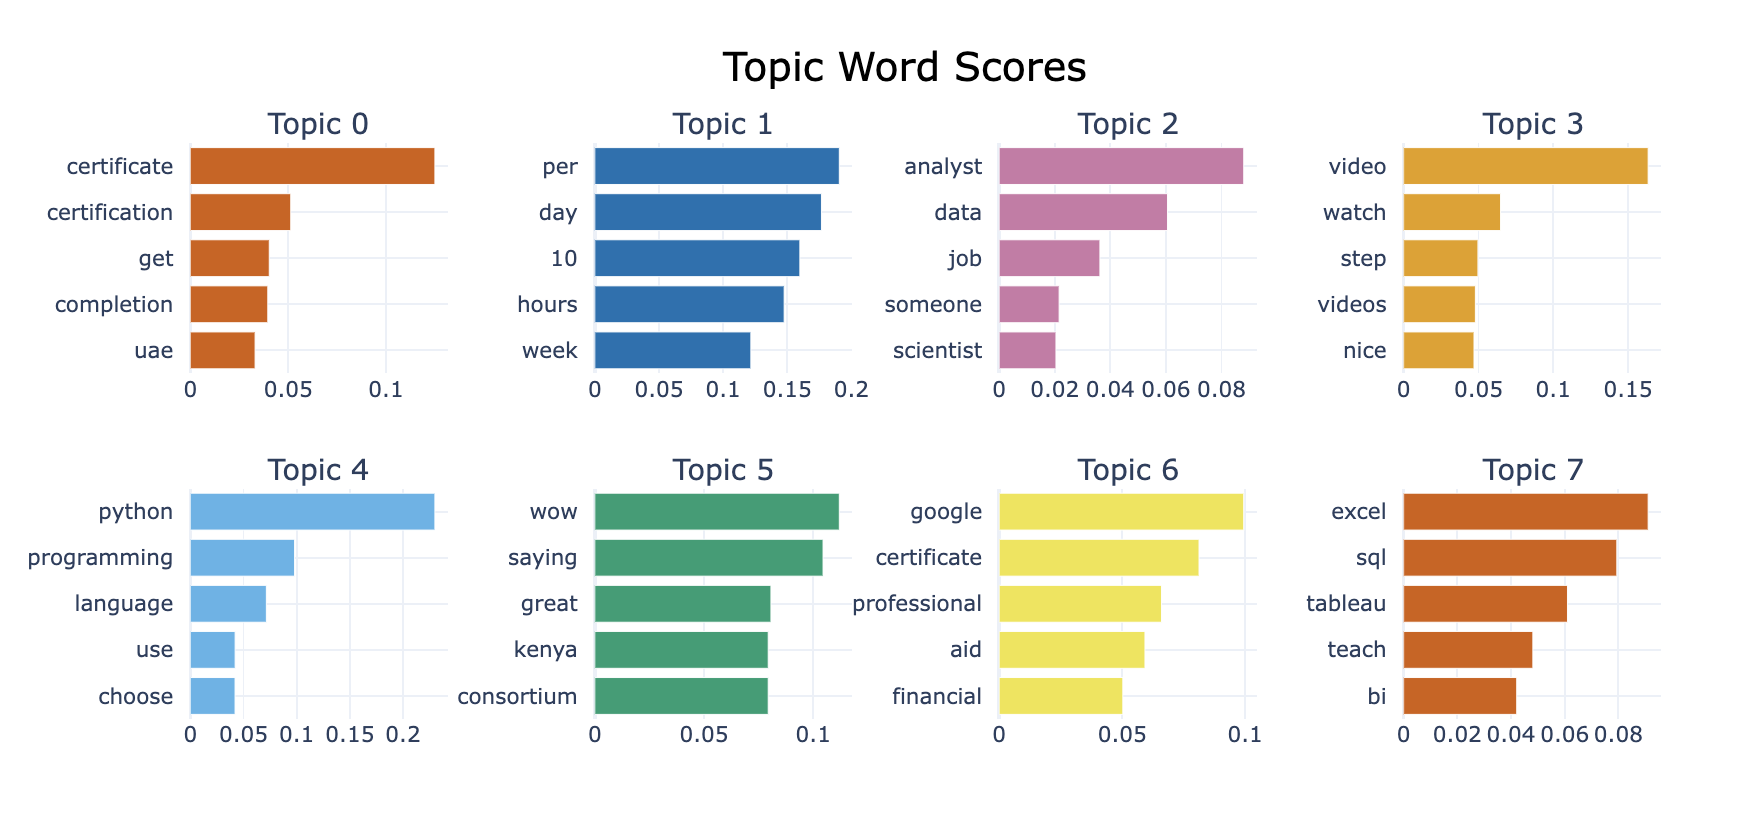 Topic Word Scores
Topic 0
certificate
certification
get
completion
uae
0 0.05 0.1
Topic 1
per
day
10
hours
week
0 0.05 0.1 0.15 0.2
Topic 2
analyst
data
job
someone
scientist
0 0.02 0.04 0.06 0.08
Topic 3
video
watch
step
videos
nice
0 0.05 0.1 0.15
Topic 4
python
programming
language
use
choose
0 0.05 0.1 0.15 0.2
Topic 5
wow
saying
great
kenya
consortium
0 0.05 0.1
Topic 6
google
certificate
professional
aid
financial
0 0.05 0.1
Topic 7
excel
sql
tableau
teach
bi
0 0.02 0.04 0.06 0.08